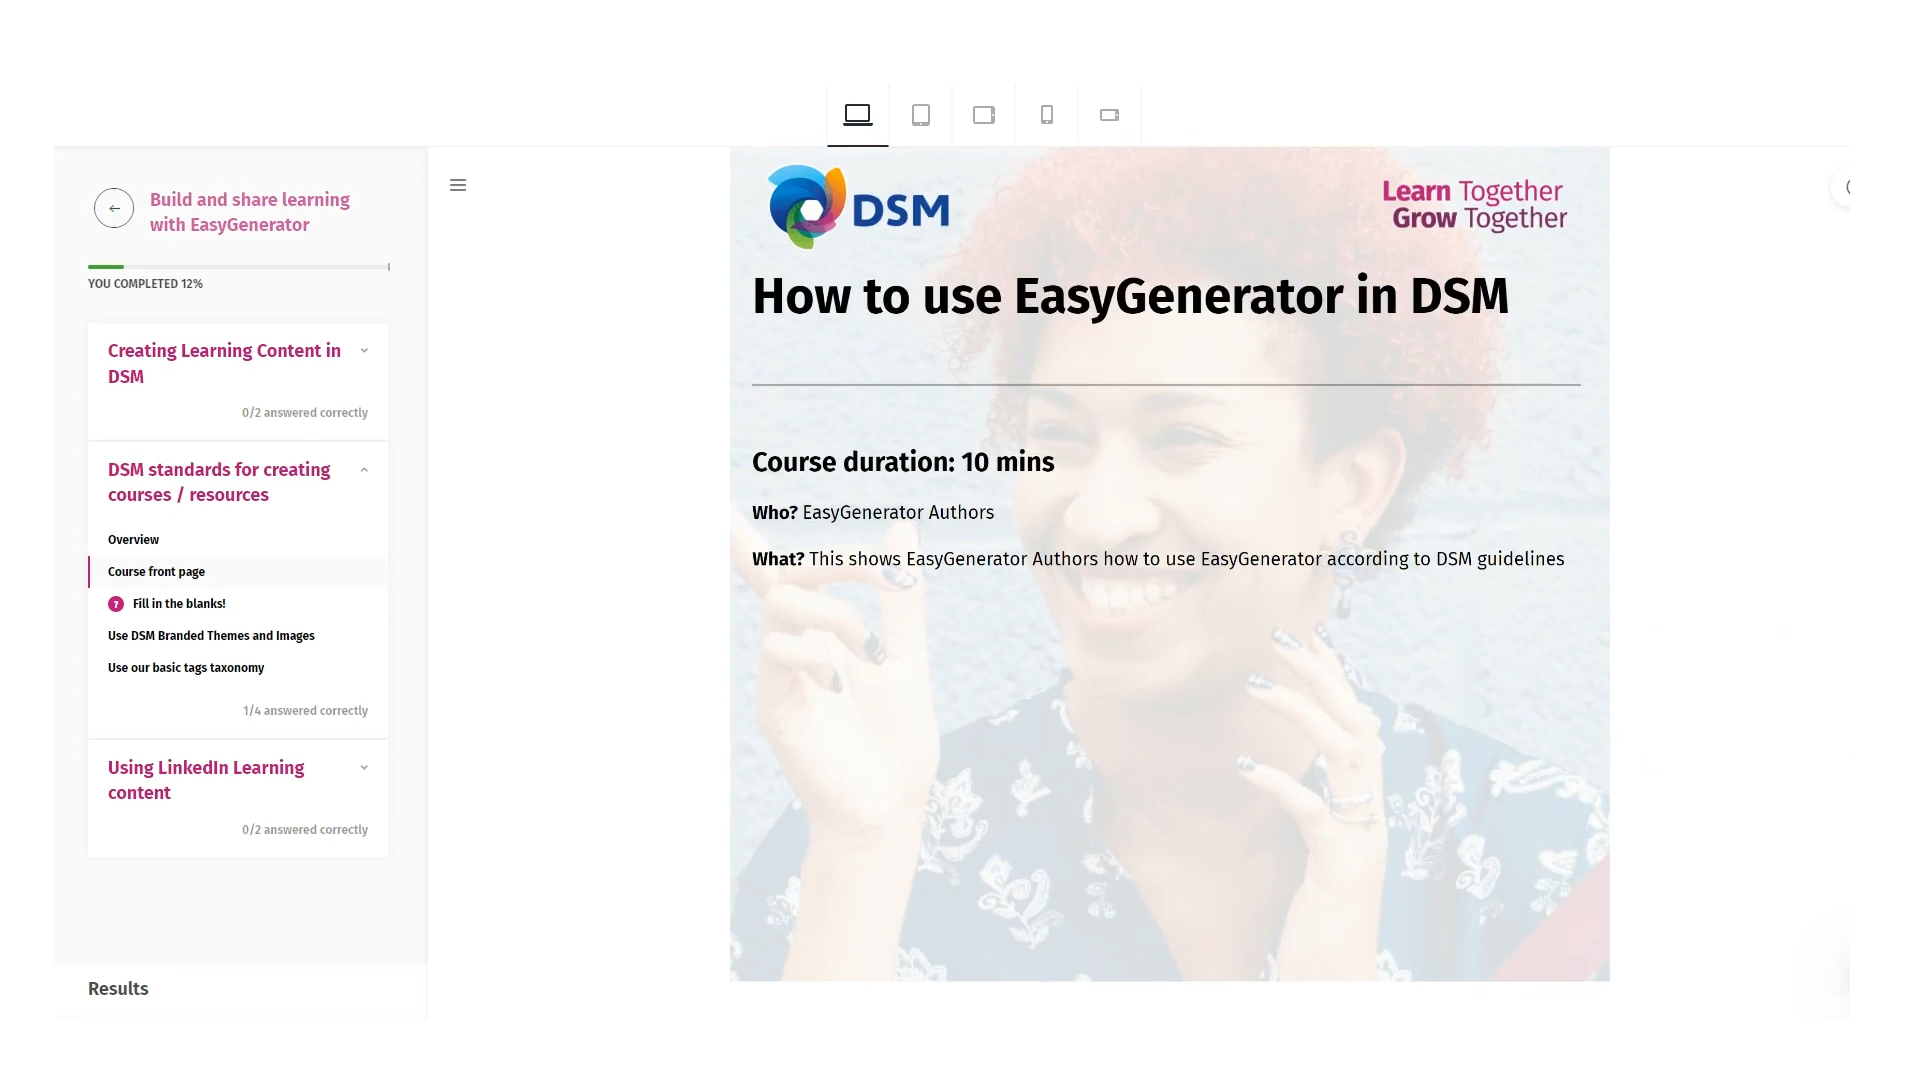 Build and share learning
with EasyGenerator
YOU COMPLETED 12%
Creating Learning Content in
DSM
0/2 answered correctly
DSM standards for creating
courses / resources
Overview
Course front page
? Fill in the blanks!
Use DSM Branded Themes and Images
Use our basic tags taxonomy
1/4 answered correctly
Using LinkedIn Learning
content
0/2 answered correctly
Results
DSM
Learn Together
Grow Together
How to use EasyGenerator in DSM
Course duration: 10 mins
Who? EasyGenerator Authors
What? This shows EasyGenerator Authors how to use EasyGenerator according to DSM guidelines